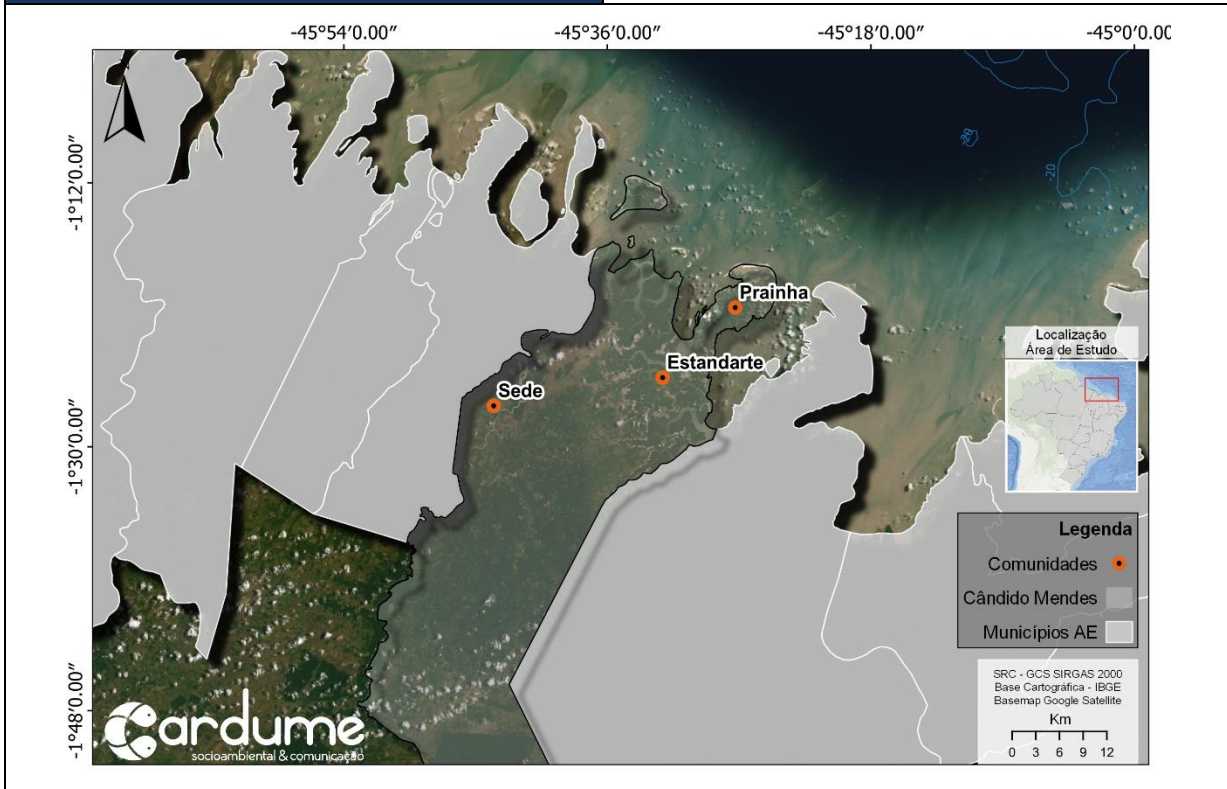 -45°54′0.00″
-45°36′0.00″
-45°18′0.00″
-45°0′0.00″
-1°12′0.00″
-1°30′0.00″
-1°48′0.00″
-20
-20
Prainha
Estandarte
Sede
Localização
Área de Estudo
Legenda
Comunidades
Cândido Mendes
Municípios AE
SRC - GCS SIRGAS 2000
Base Cartográfica - IBGE
Basemap Google Satellite
Km
0 3 6 9 12
Cardume
socioambiental & comunicação